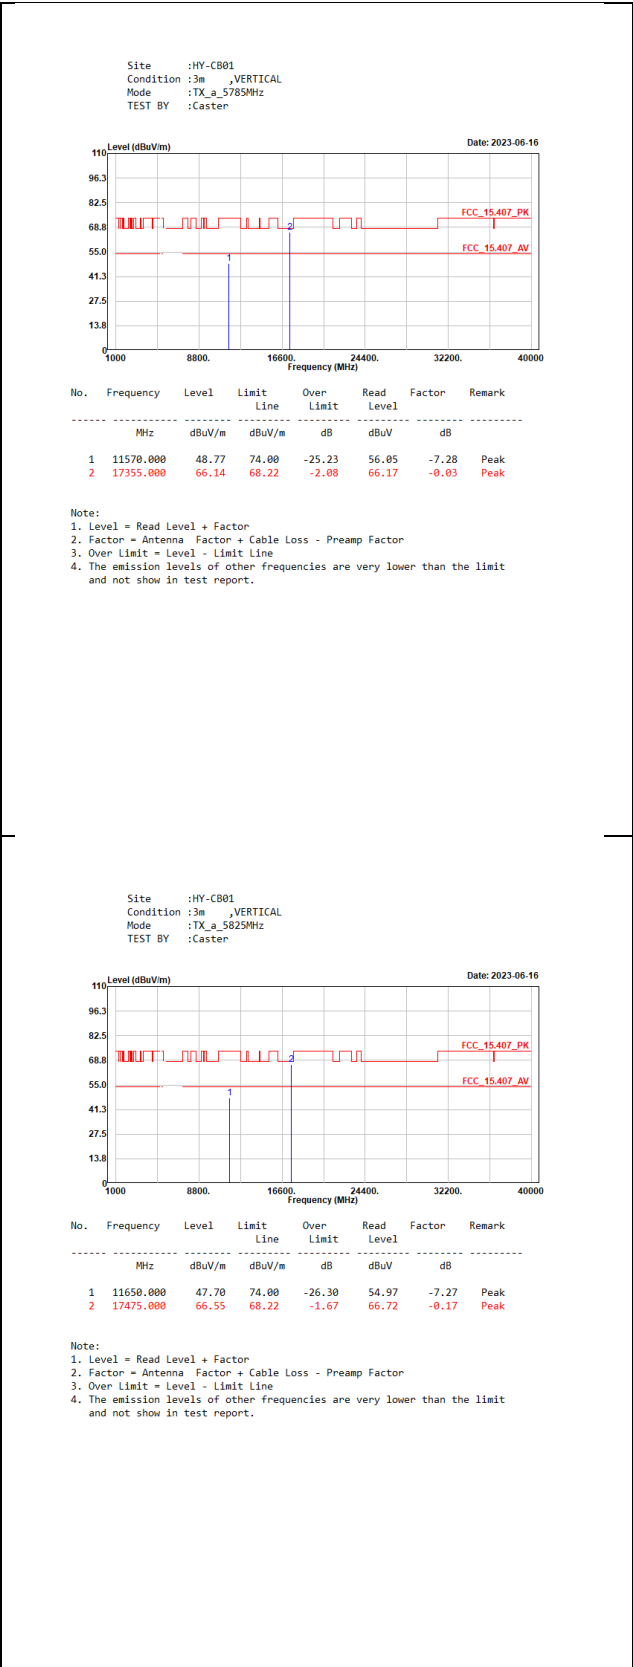 Site :HY-CB01
Condition :3m ,VERTICAL
Mode :TX_a_5785MHz
TEST BY :Caster
Level (dBuV/m)
Date: 2023-06-16
110
96.3
82.5
FCC_15.407_PK
68.8
2
55.0
FCC_15.407_AV
1
41.3
27.5
13.8
0
1000 8800. 16600. 24400. 32200. 40000
Frequency (MHz)
No. Frequency Level Limit Over Read Factor Remark
Line Limit Level
------ ----------- -------- --------- --------- -------- -------- ---------
MHz dBuV/m dBuV/m dB dBuV dB
1 11570.000 48.77 74.00 -25.23 56.05 -7.28 Peak
2 17355.000 66.14 68.22 -2.08 66.17 -0.03 Peak
Note:
1. Level = Read Level + Factor
2. Factor = Antenna Factor + Cable Loss - Preamp Factor
3. Over Limit = Level - Limit Line
4. The emission levels of other frequencies are very lower than the limit
and not show in test report.
Site :HY-CB01
Condition :3m ,VERTICAL
Mode :TX_a_5825MHz
TEST BY :Caster
Level (dBuV/m)
Date: 2023-06-16
110
96.3
82.5
FCC_15.407_PK
68.8
2
55.0
FCC_15.407_AV
1
41.3
27.5
13.8
0
1000 8800. 16600. 24400. 32200. 40000
Frequency (MHz)
No. Frequency Level Limit Over Read Factor Remark
Line Limit Level
------ ----------- -------- --------- --------- -------- -------- ---------
MHz dBuV/m dBuV/m dB dBuV dB
1 11650.000 47.70 74.00 -26.30 54.97 -7.27 Peak
2 17475.000 66.55 68.22 -1.67 66.72 -0.17 Peak
Note:
1. Level = Read Level + Factor
2. Factor = Antenna Factor + Cable Loss - Preamp Factor
3. Over Limit = Level - Limit Line
4. The emission levels of other frequencies are very lower than the limit
and not show in test report.